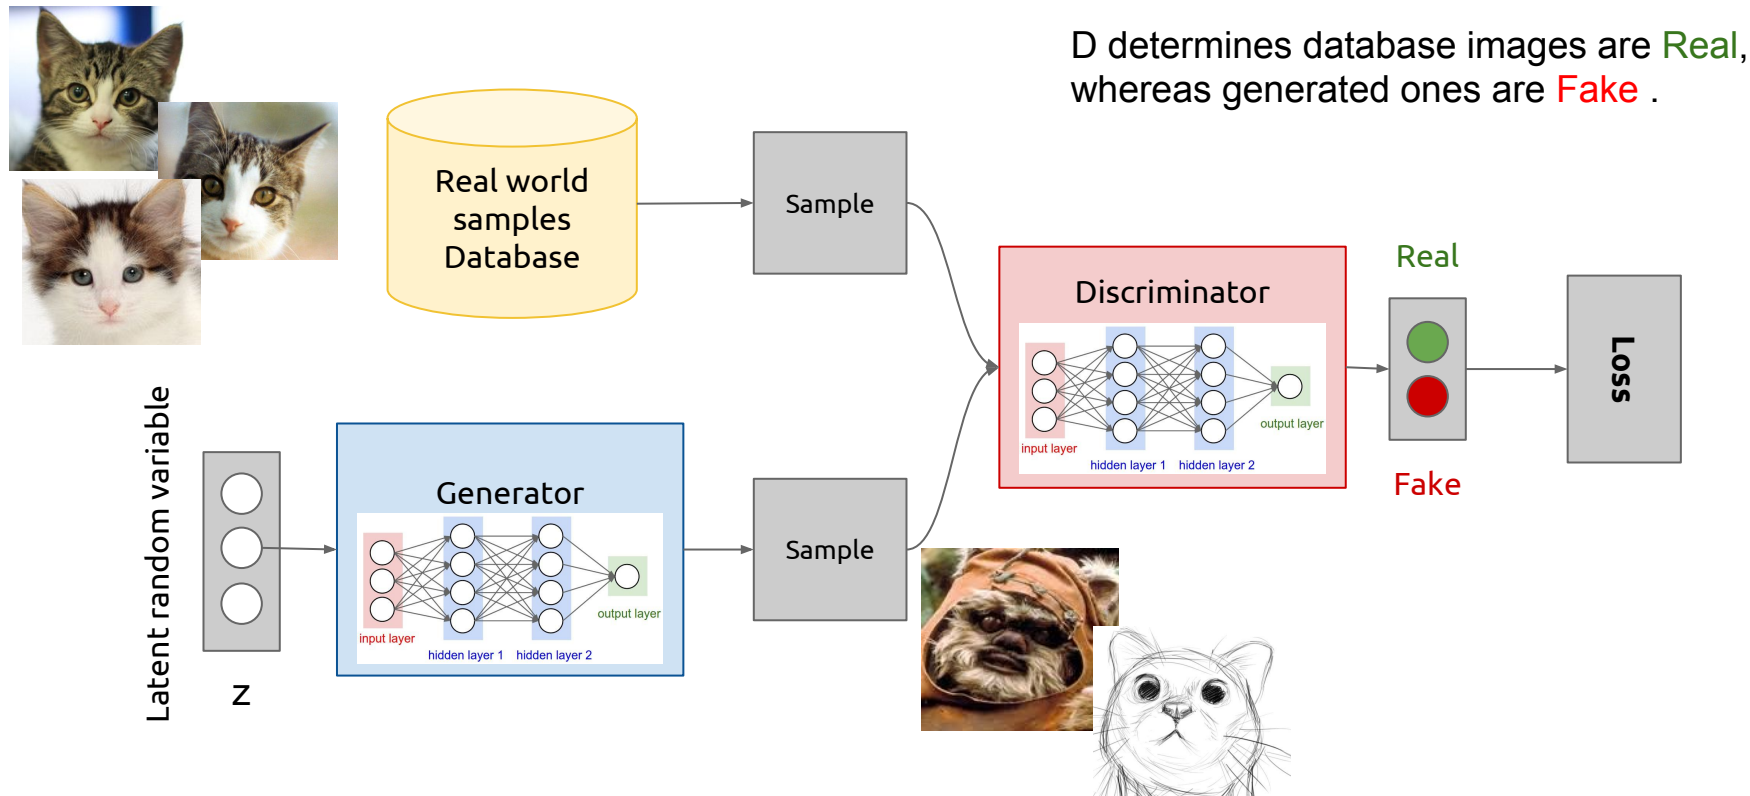 D determines database images are Real,
whereas generated ones are Fake .
Real world
samples
Database
Sample
Discriminator
input layer
hidden layer 1
hidden layer 2
output layer
Real
Fake
Loss
Latent random variable
z
Generator
input layer
hidden layer 1
hidden layer 2
output layer
Sample